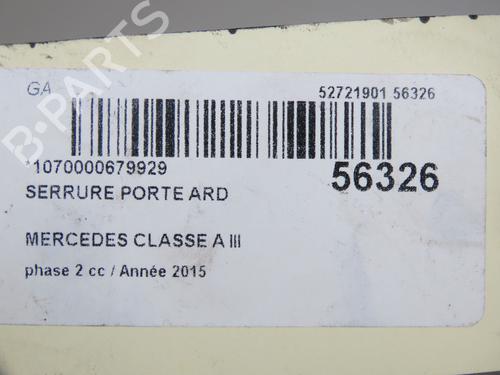 GA 52721901 56326
*1070000679929 56326
SERRURE PORTE ARD
MERCEDES CLASSE A III
phase 2 cc / Année 2015
B-PARTS